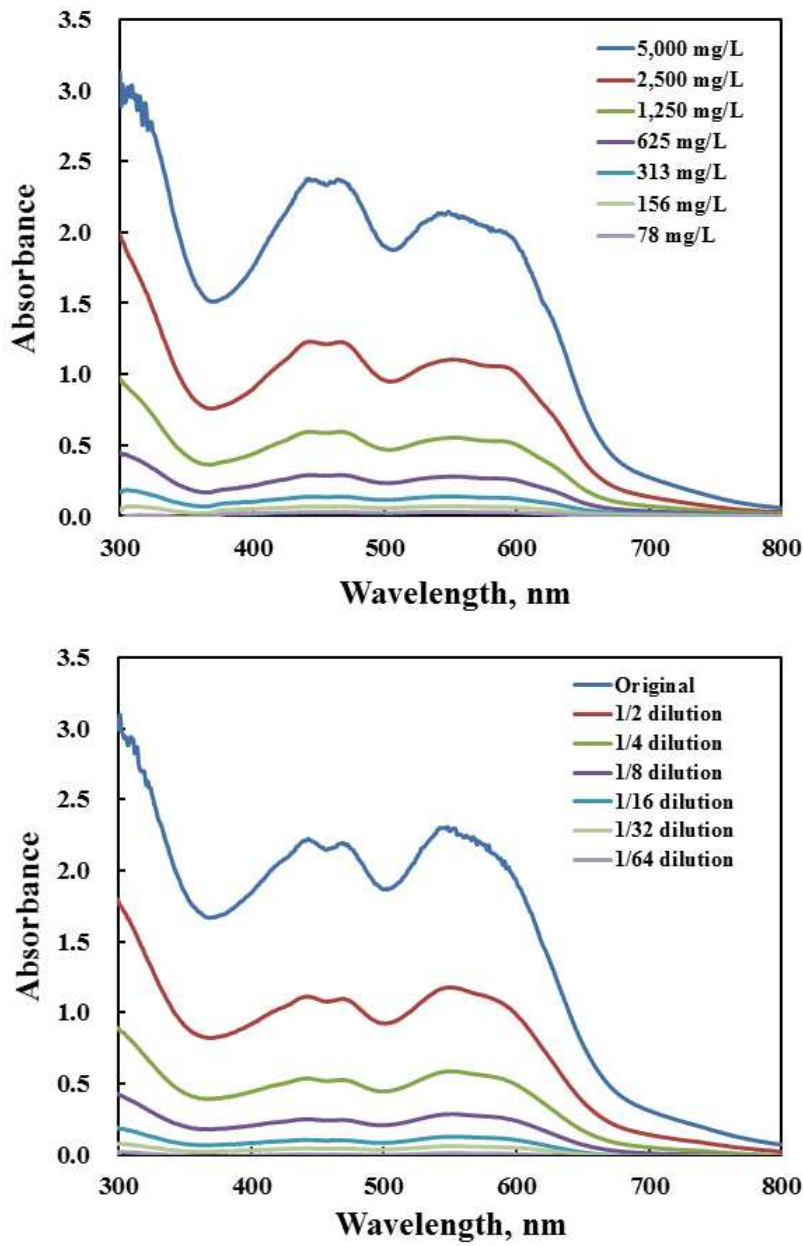 3.5
3.0
2.5
2.0
1.5
1.0
0.5
0.0
Absorbance
5,000 mg/L
2,500 mg/L
1,250 mg/L
625 mg/L
313 mg/L
156 mg/L
78 mg/L
300 400 500 600 700 800
Wavelength, nm
3.5
3.0
2.5
2.0
1.5
1.0
0.5
0.0
Absorbance
Original
1/2 dilution
1/4 dilution
1/8 dilution
1/16 dilution
1/32 dilution
1/64 dilution
300 400 500 600 700 800
Wavelength, nm